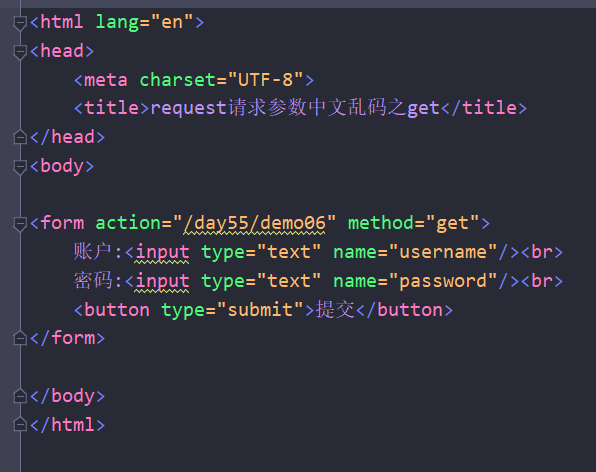 <html lang="en">
<head>
    <meta charset="UTF-8">
    <title>request请求参数中文乱码之get</title>
</head>
<body>

<form action="/day55/demo06" method="get">
    账户:<input type="text" name="username"/><br>
    密码:<input type="text" name="password"/><br>
    <button type="submit">提交</button>
</form>

</body>
</html>